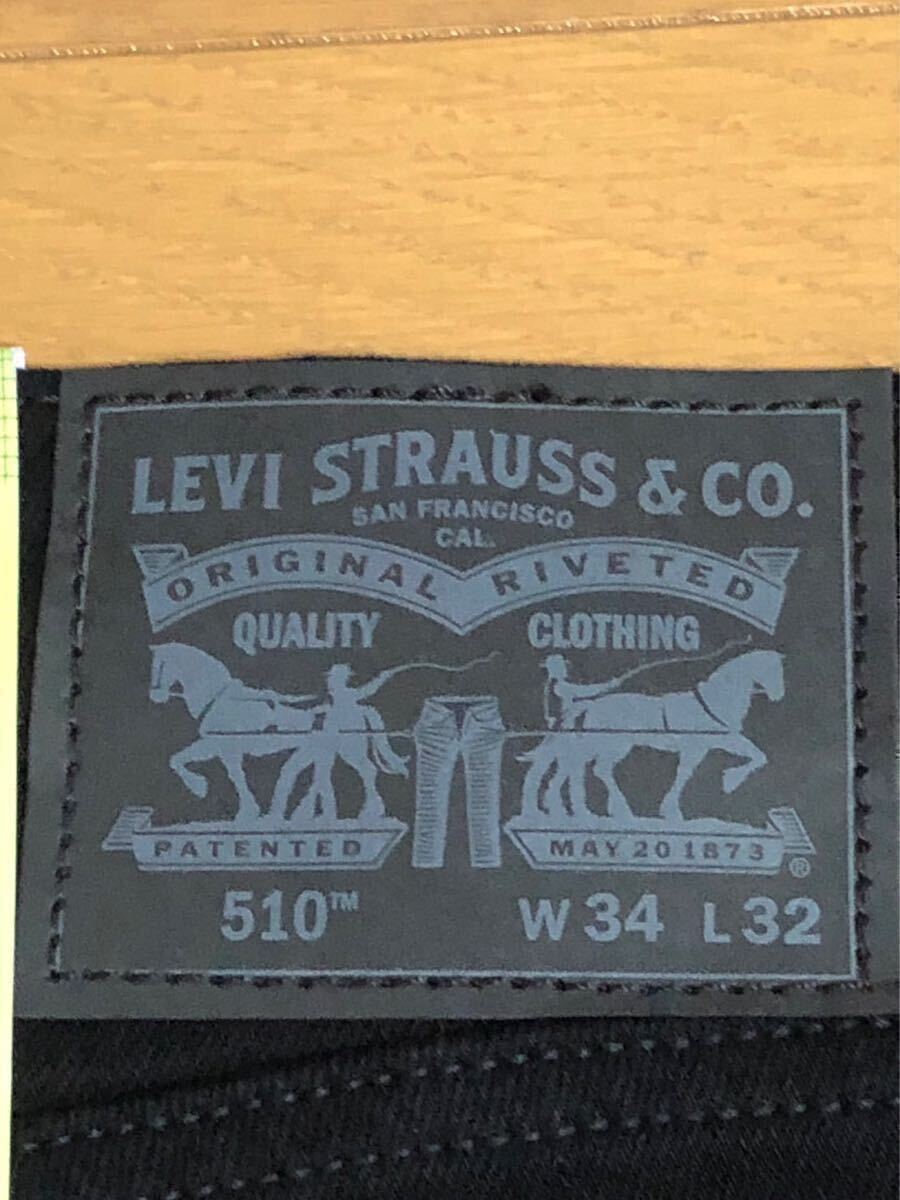 LEVI STRAUSS & CO.
SAN FRANCISCO
CAL.
ORIGINAL RIVETED
QUALITY CLOTHING
PATENTED MAY 20 1873 ®
510™ W 34 L 32